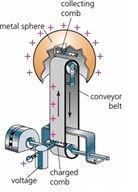 collecting
comb
metal sphere
conveyor
belt
charged
comb
voltage